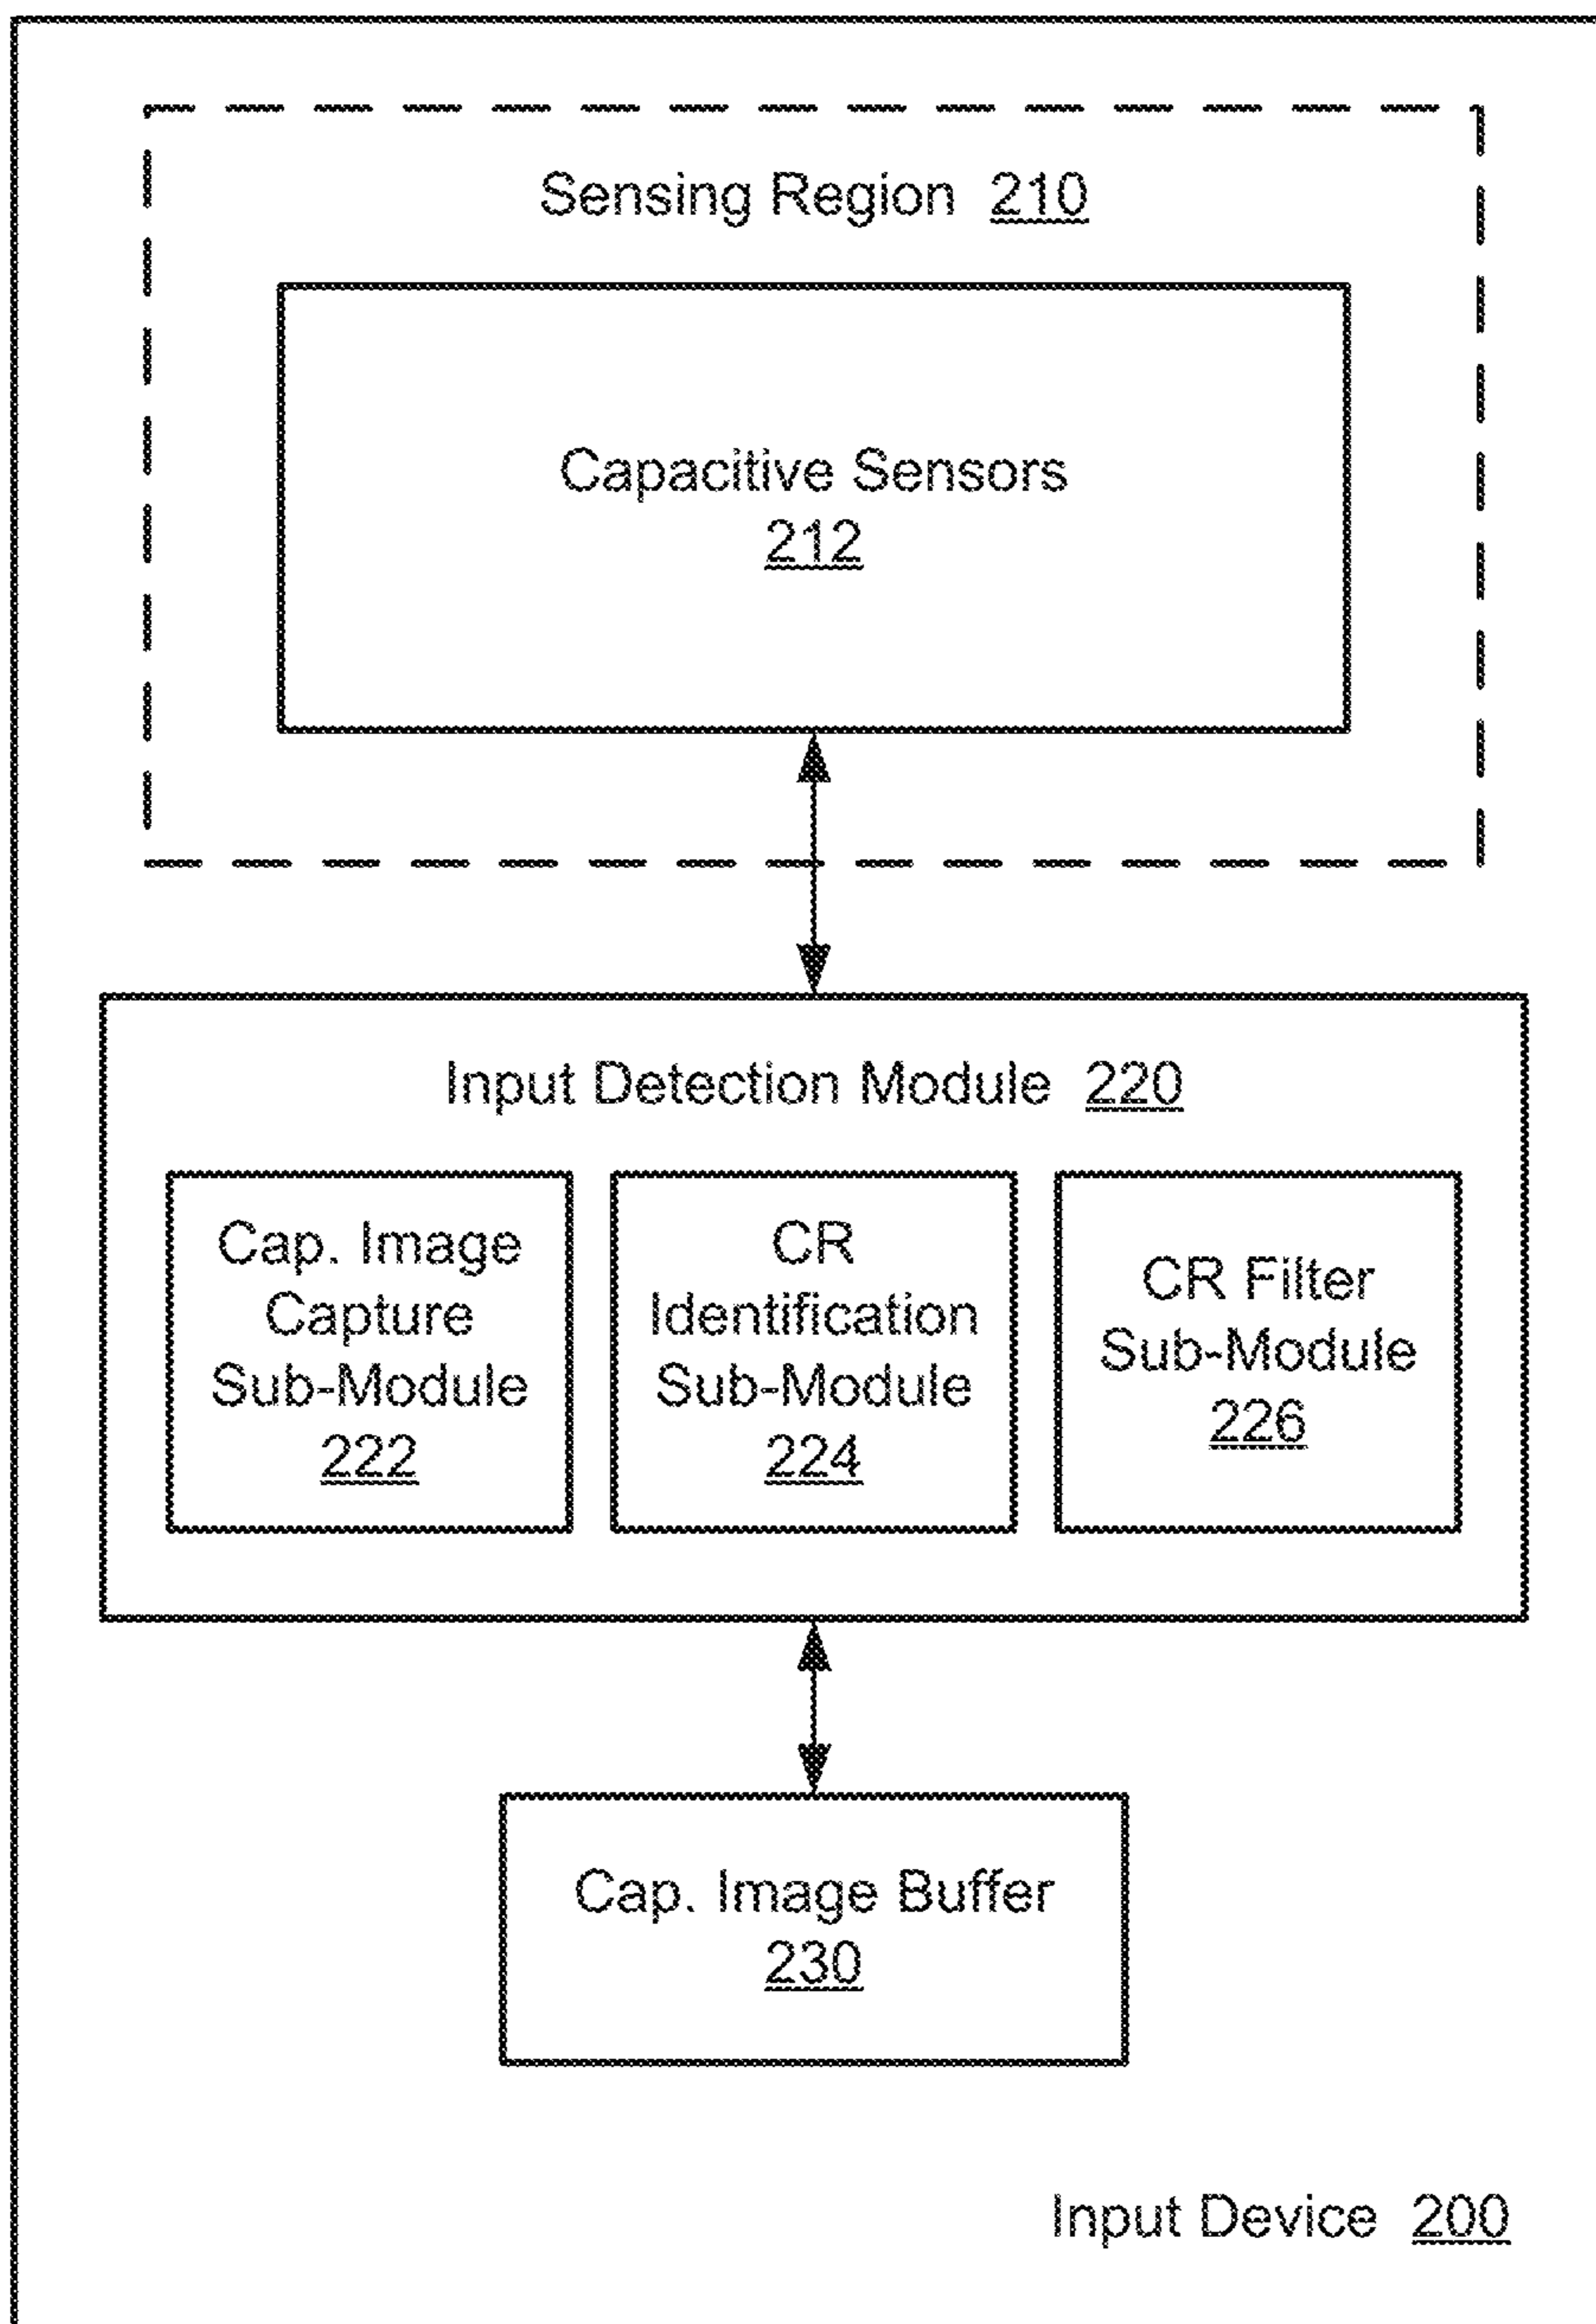 Sensing Region 210
Capacitive Sensors
212
Input Detection Module 220
Cap. Image
Capture
Sub-Module
222
CR
Identification
Sub-Module
224
CR Filter
Sub-Module
226
Cap. Image Buffer
230
Input Device 200